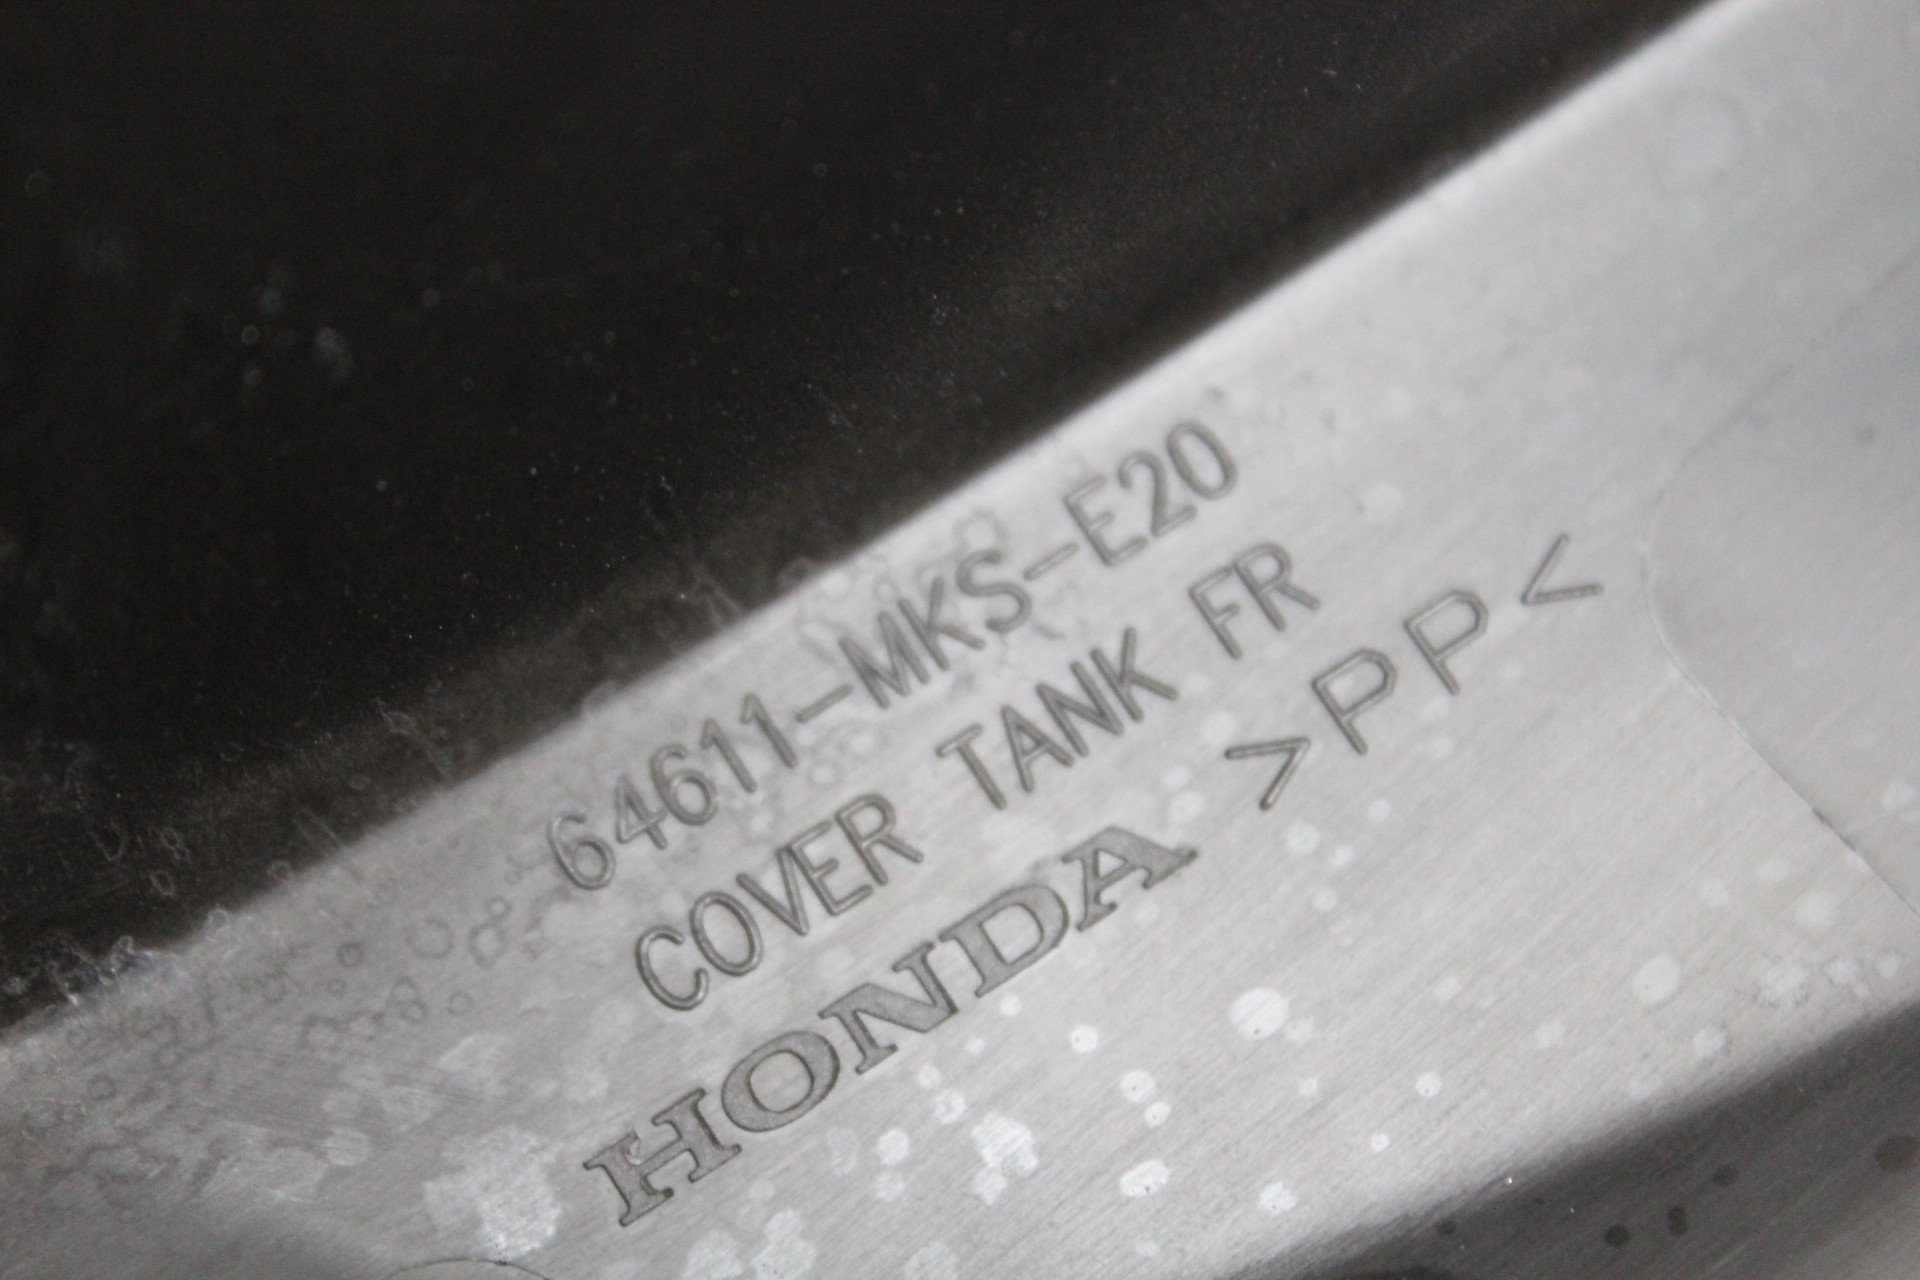 64611-MKS-E20
COVER TANK FR
>PP<
HONDA